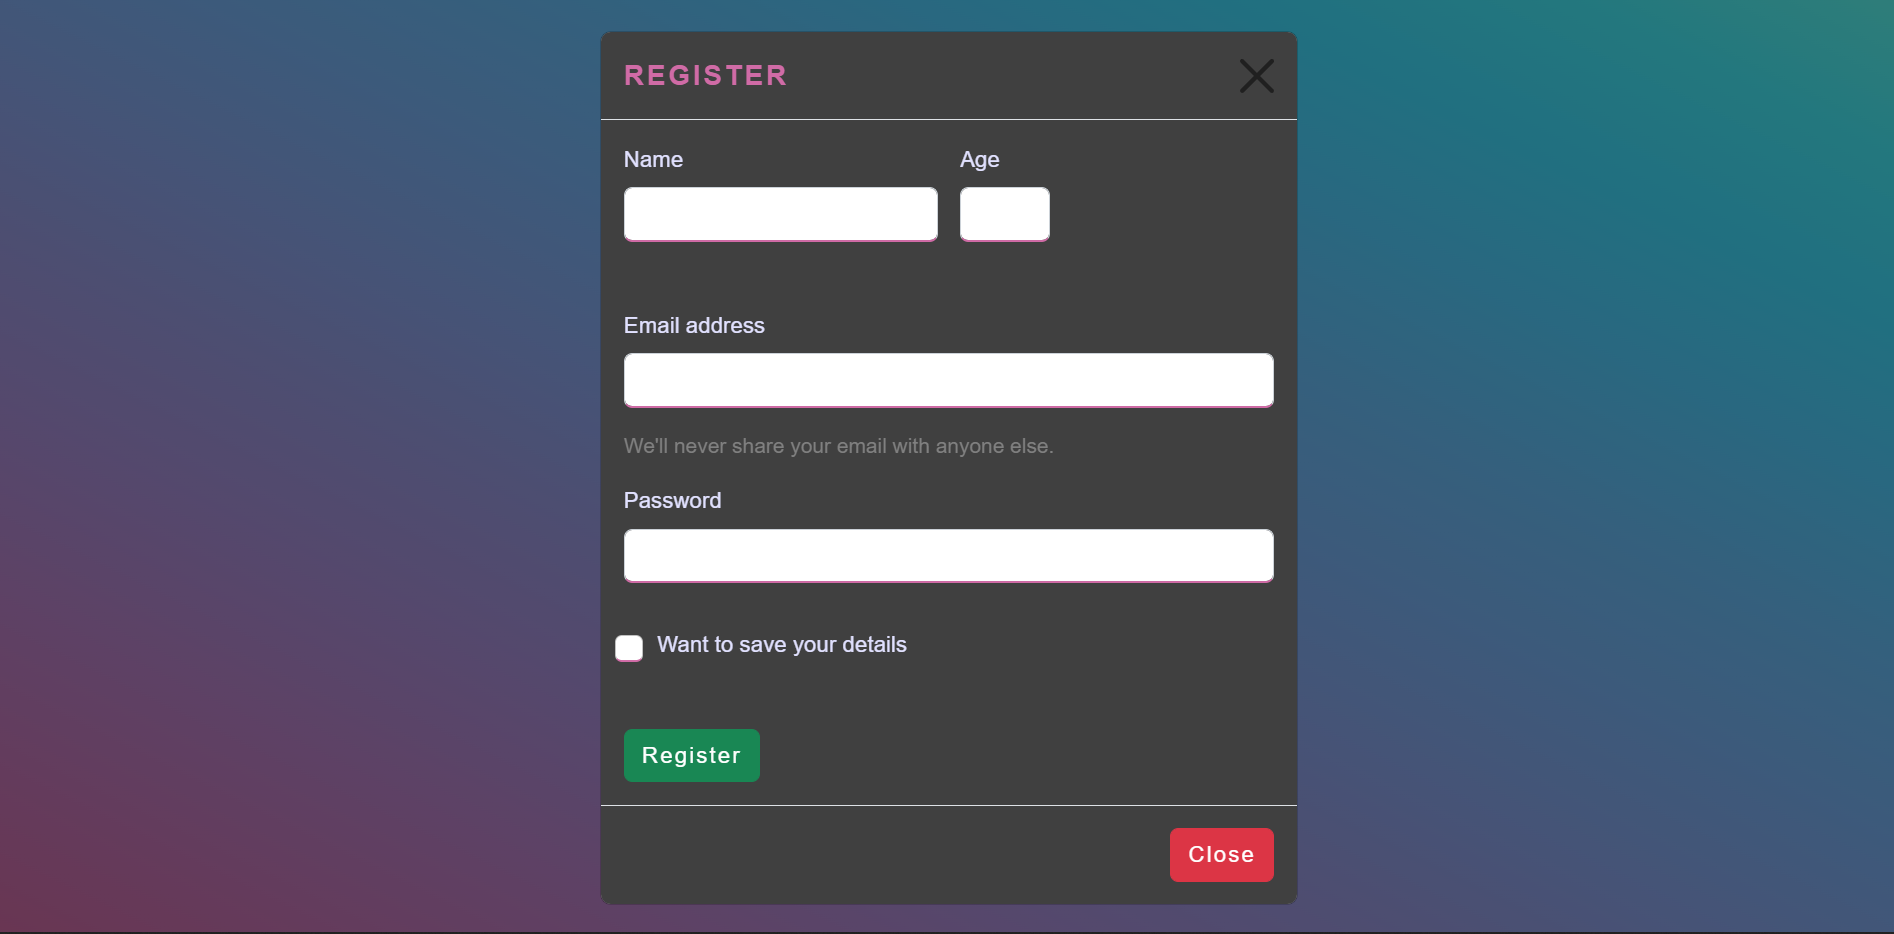 REGISTER
Name Age
Email address
We'll never share your email with anyone else.
Password
Want to save your details
Register
Close